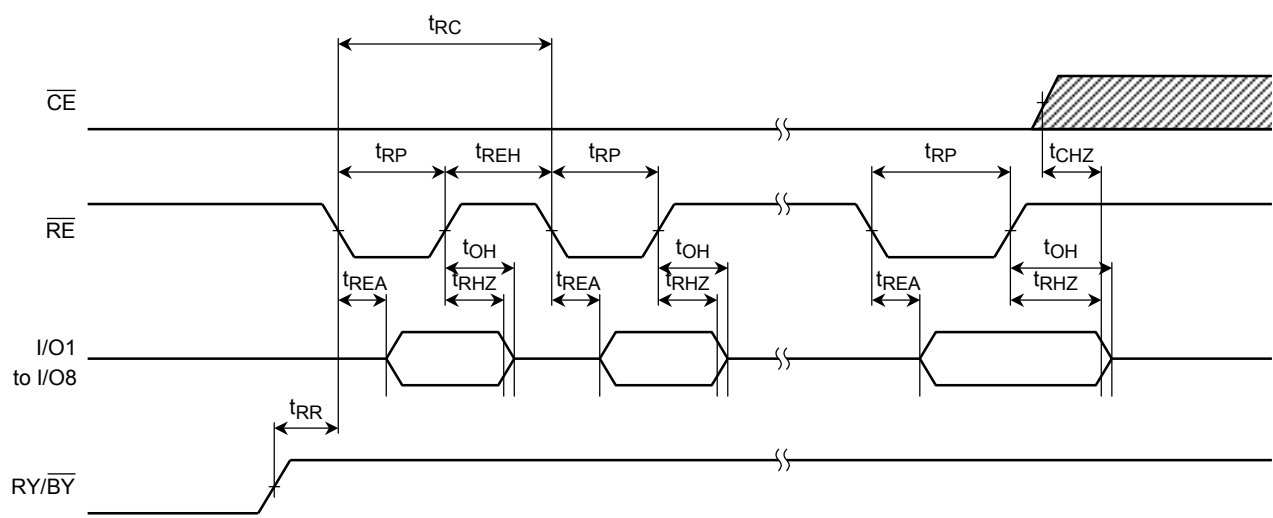 tRC
CE
tRP tREH tRP tRP tCHZ
RE
tOH tOH tOH
tREA tRHZ tREA tRHZ tREA tRHZ
I/O1
to I/O8
tRR
RY/BY